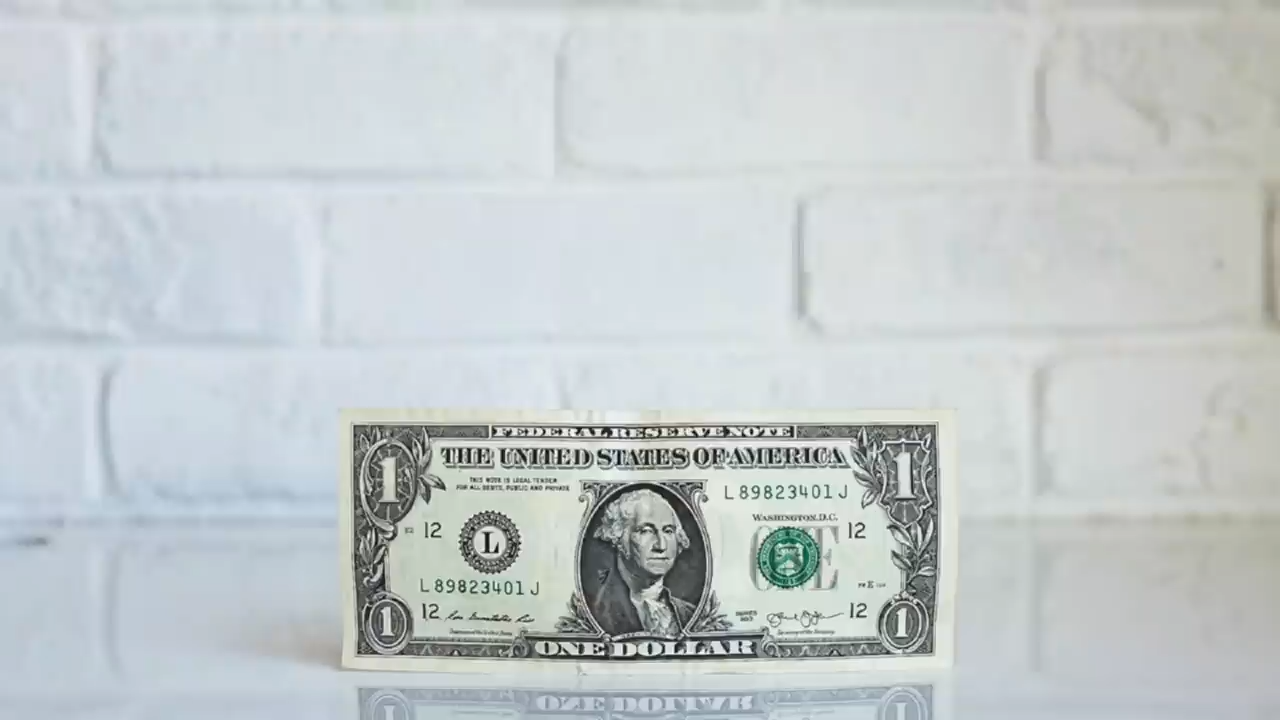 FEDERAL RESERVE NOTE
THE UNITED STATES OF AMERICA
THIS NOTE IS LEGAL TENDER
FOR ALL DEBTS, PUBLIC AND PRIVATE
L 89823401 J
1
1
WASHINGTON, D.C.
12
L
12
ONE
L 89823401 J
12
12
1
1
ONE DOLLAR